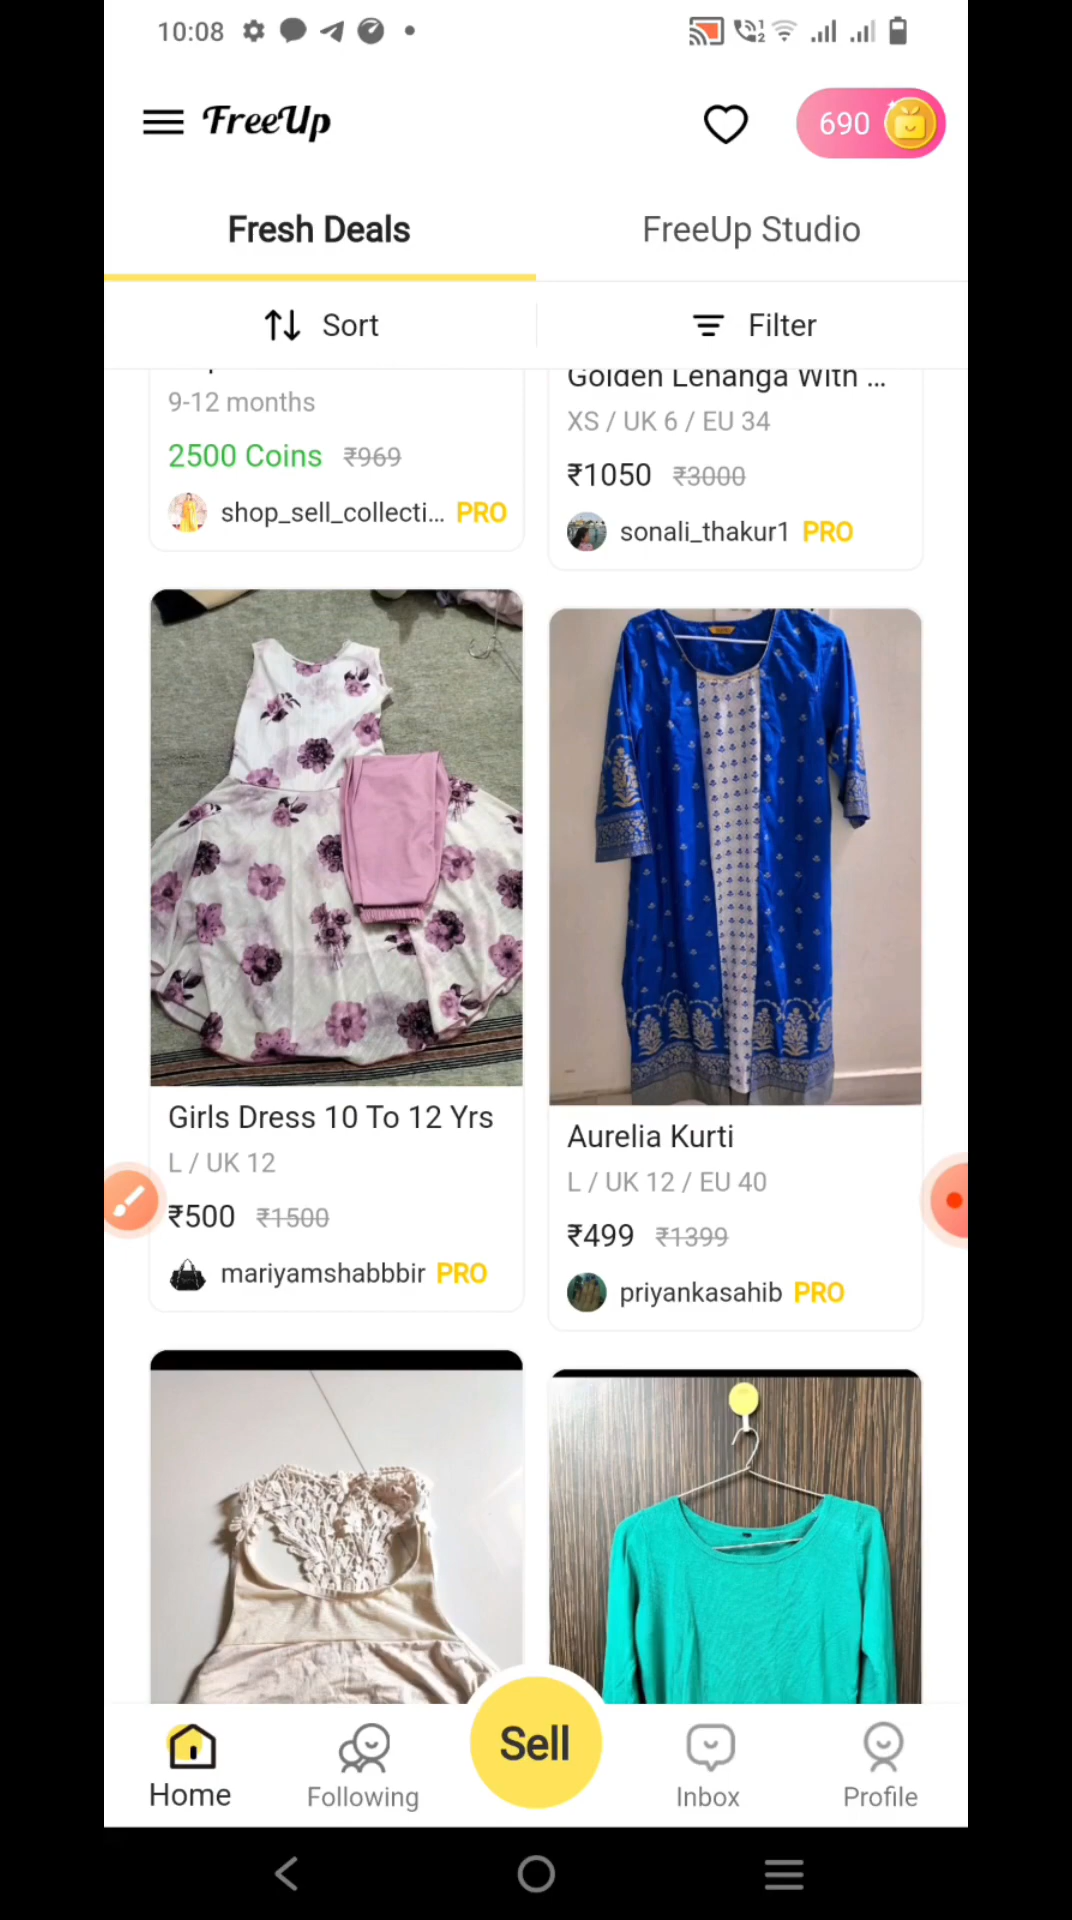 10:08
FreeUp
690
Fresh Deals
FreeUp Studio
Sort
Filter
9-12 months
2500 Coins ₹969
shop_sell_collecti... PRO
Golden Lehanga With ...
XS / UK 6 / EU 34
₹1050 ₹3000
sonali_thakur1 PRO
Girls Dress 10 To 12 Yrs
L / UK 12
₹500 ₹1500
mariyamshabbbir PRO
Aurelia Kurti
L / UK 12 / EU 40
₹499 ₹1399
priyankasahib PRO
Sell
Home
Following
Inbox
Profile